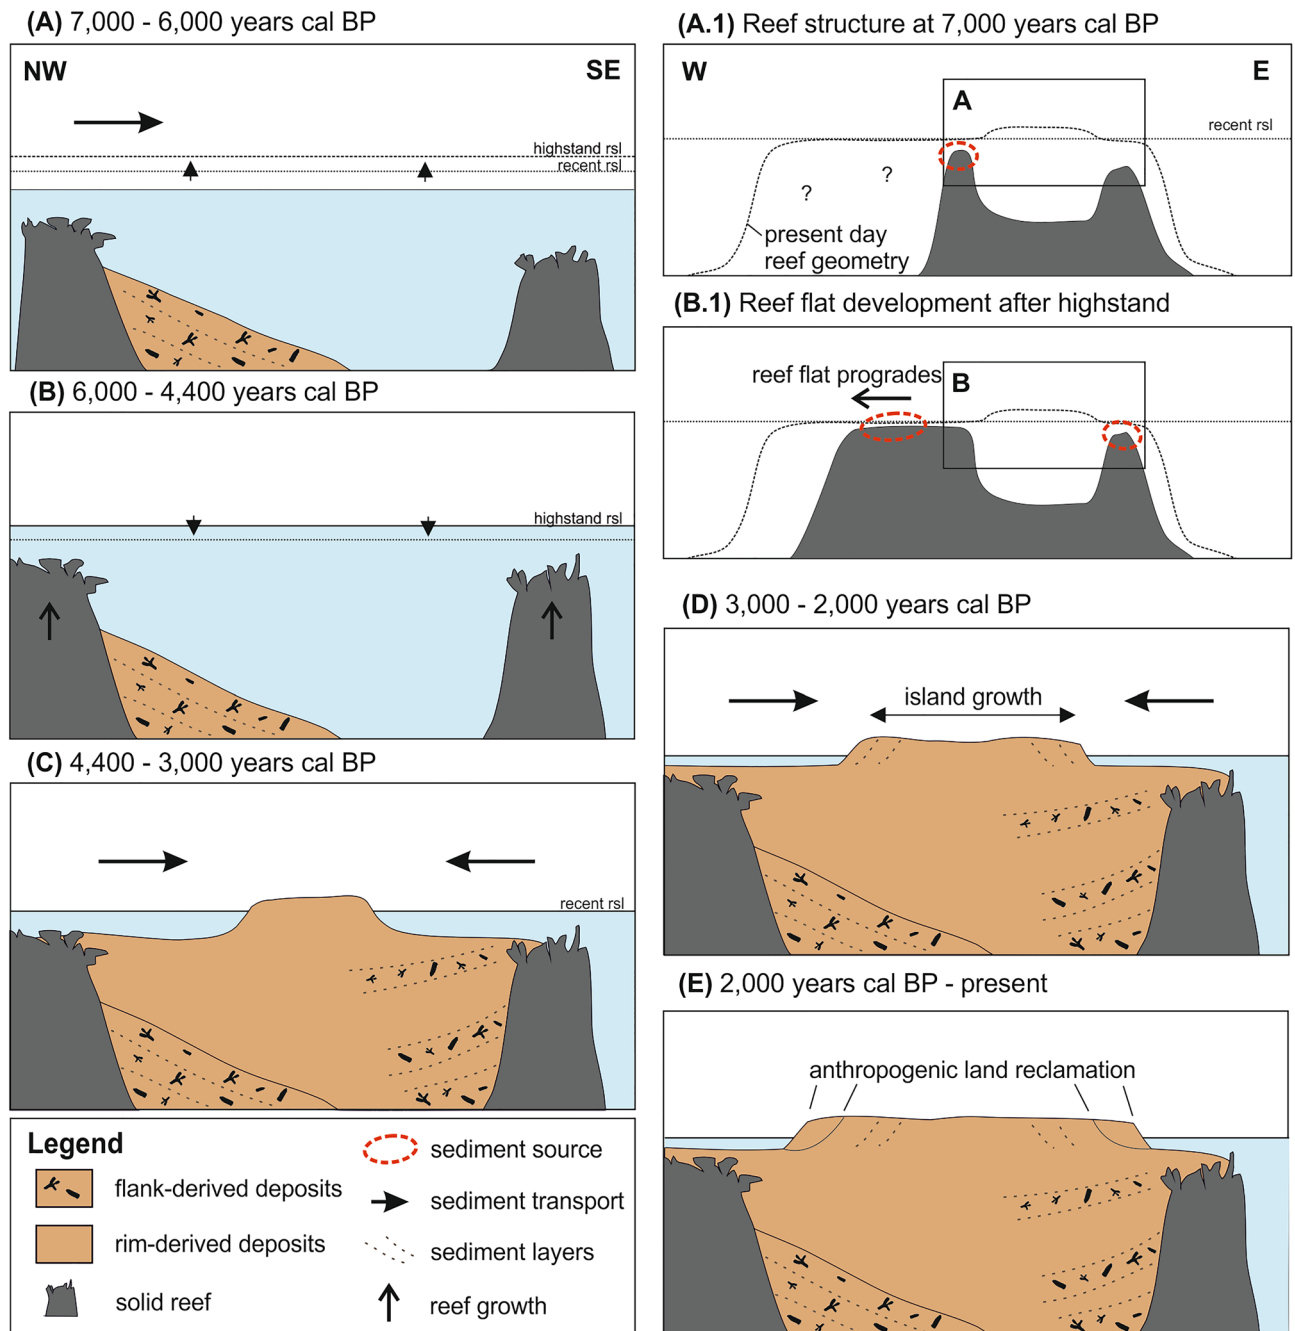 (A) 7,000 - 6,000 years cal BP
NW
SE
highstand rsl
recent rsl
(A.1) Reef structure at 7,000 years cal BP
W
E
A
recent rsl
?
?
present day
reef geometry
(B) 6,000 - 4,400 years cal BP
highstand rsl
(B.1) Reef flat development after highstand
reef flat progrades
B
(C) 4,400 - 3,000 years cal BP
recent rsl
(D) 3,000 - 2,000 years cal BP
island growth
(E) 2,000 years cal BP - present
anthropogenic land reclamation
Legend
flank-derived deposits
rim-derived deposits
solid reef
sediment source
sediment transport
sediment layers
reef growth